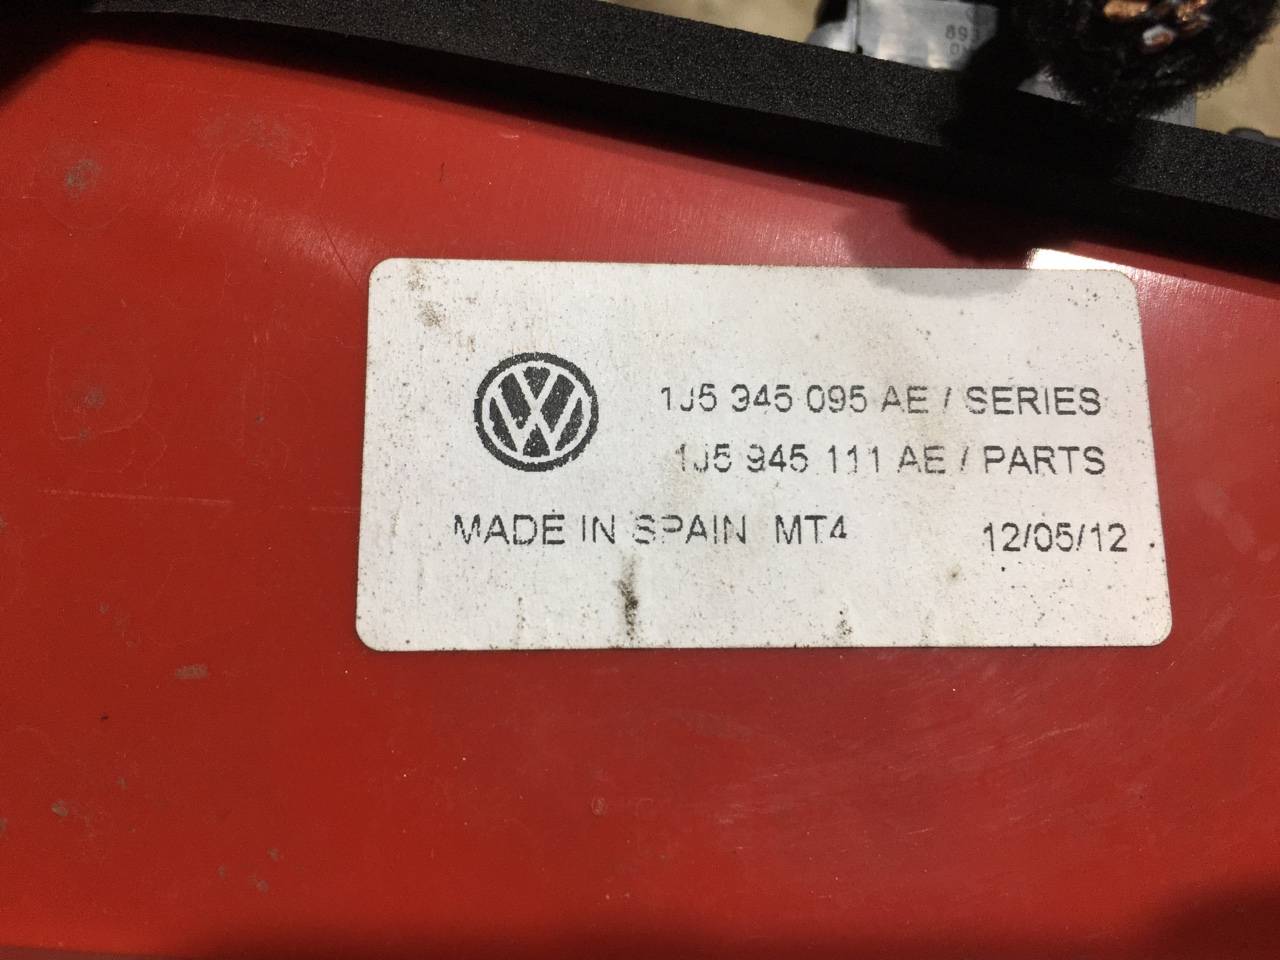 1J5 945 095 AE / SERIES
1J5 945 111 AE / PARTS
MADE IN SPAIN MT4 12/05/12